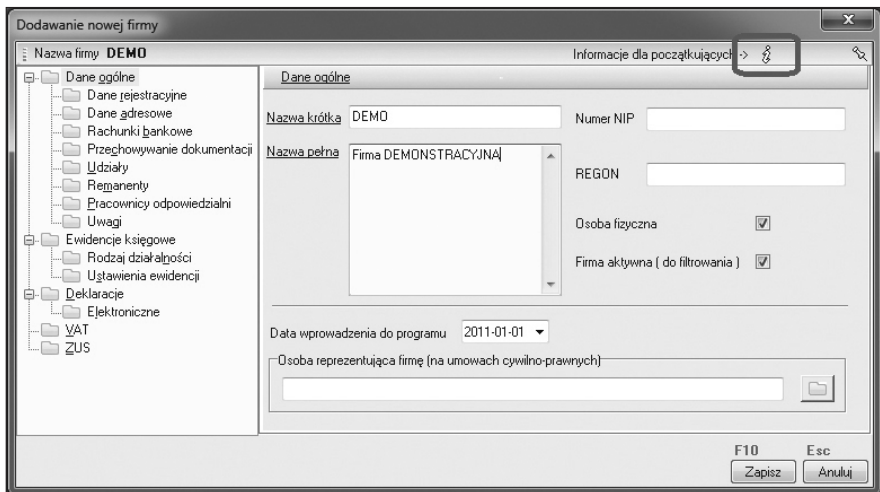 Dodawanie nowej firmy
x
Nazwa firmy DEMO
Informacje dla początkujących -> i
Dane ogólne
Dane rejestracyjne
Dane adresowe
Rachunki bankowe
Przechowywanie dokumentacji
Udziały
Remanenty
Pracownicy odpowiedzialni
Uwagi
Ewidencje księgowe
Rodzaj działalności
Ustawienia ewidencji
Deklaracje
Elektroniczne
VAT
ZUS
Dane ogólne
Nazwa krótka DEMO
Numer NIP
Nazwa pełna Firma DEMONSTRACYJNA
REGON
Osoba fizyczna
Firma aktywna ( do filtrowania )
Data wprowadzenia do programu 2011-01-01
Osoba reprezentująca firmę (na umowach cywilno-prawnych)
F10 Esc
Zapisz Anuluj